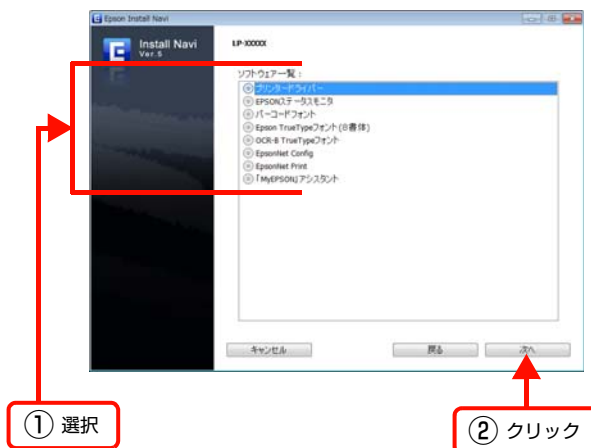 Epson Install Navi
Install Navi
Ver.5
LP-XXXXX
ソフトウェア一覧：
プリンタードライバー
EPSONステータスモニタ
バーコードフォント
Epson TrueTypeフォント(8書体)
OCR-B TrueTypeフォント
EpsonNet Config
EpsonNet Print
「MyEPSON」アシスタント
キャンセル
戻る
次へ
① 選択
② クリック